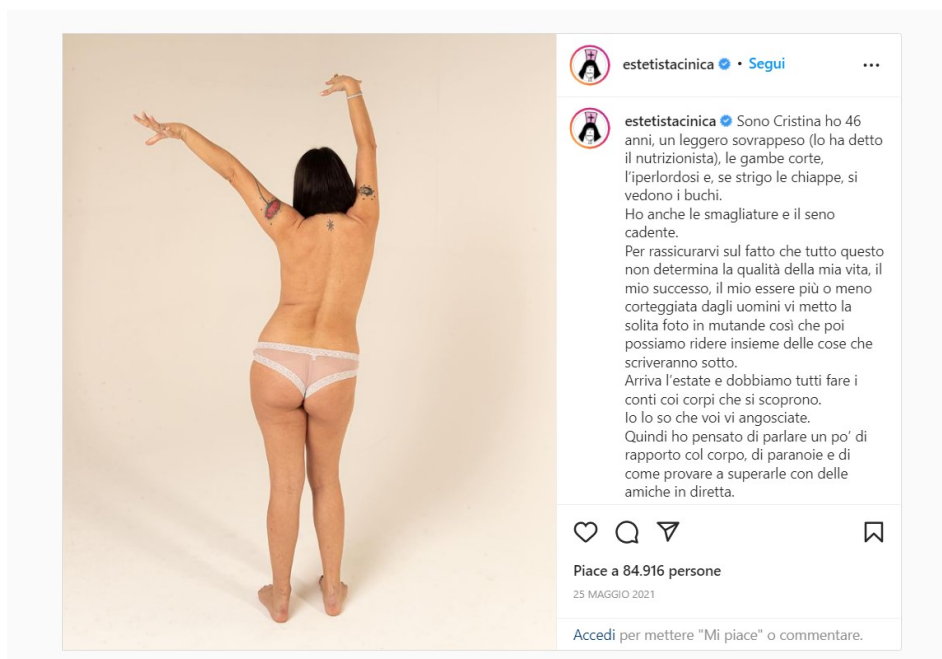 estetistacinica • Segui
estetistacinica Sono Cristina ho 46
anni, un leggero sovrappeso (lo ha detto
il nutrizionista), le gambe corte,
l'iperlordosi e, se strigo le chiappe, si
vedono i buchi.
Ho anche le smagliature e il seno
cadente.
Per rassicurarvi sul fatto che tutto questo
non determina la qualità della mia vita, il
mio successo, il mio essere più o meno
corteggiata dagli uomini vi metto la
solita foto in mutande così che poi
possiamo ridere insieme delle cose che
scriveranno sotto.
Arriva l'estate e dobbiamo tutti fare i
conti coi corpi che si scoprono.
Io lo so che voi vi angosciate.
Quindi ho pensato di parlare un po' di
rapporto col corpo, di paranoie e di
come provare a superarle con delle
amiche in diretta.
Piace a 84.916 persone
25 MAGGIO 2021
Accedi per mettere "Mi piace" o commentare.